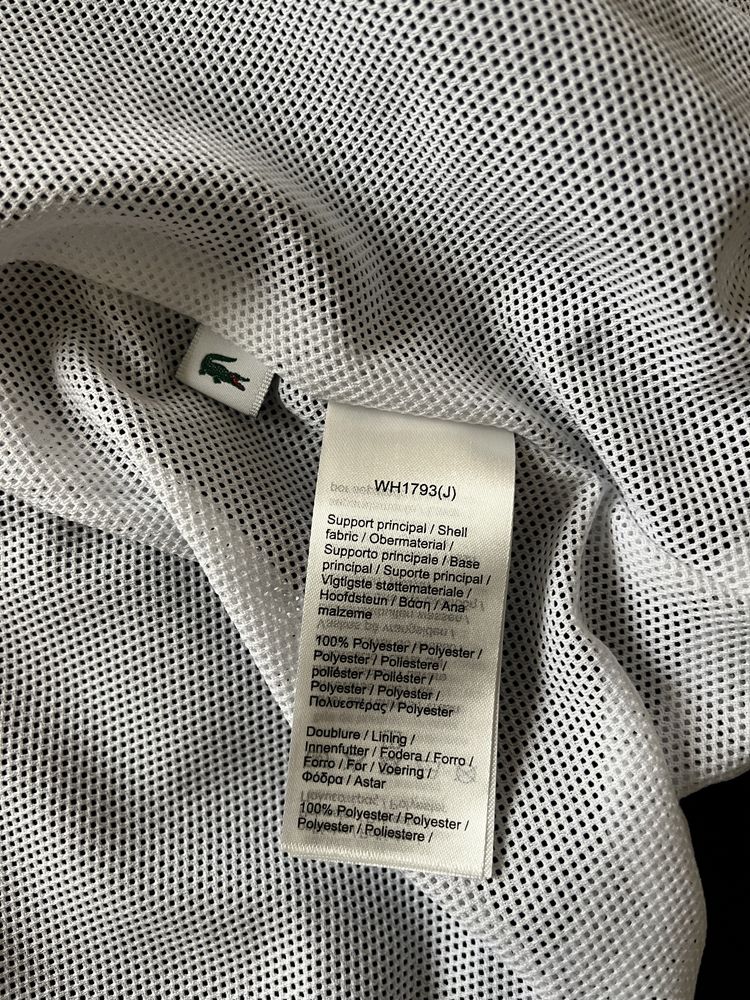 WH1793(J)
Support principal / Shell
fabric / Obermaterial /
Supporto principale / Base
principal / Suporte principal /
Vigtigste støttemateriale /
Hoofdsteun / Βάση / Ana
malzeme
100% Polyester / Polyester /
Polyester / Poliestere /
poliéster / Poliéster /
Polyester / Polyester /
Πολυεστέρας / Polyester
Doublure / Lining /
Innenfutter / Fodera / Forro /
Forro / For / Voering /
Φόδρα / Astar
100% Polyester / Polyester /
Polyester / Poliestere /